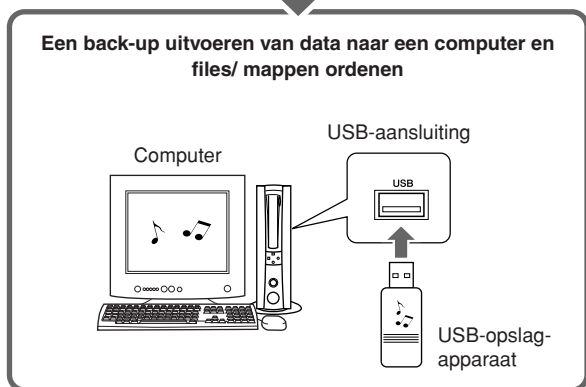 Een back-up uitvoeren van data naar een computer en
files/ mappen ordenen
USB-aansluiting
Computer
USB
USB-opslag-
apparaat